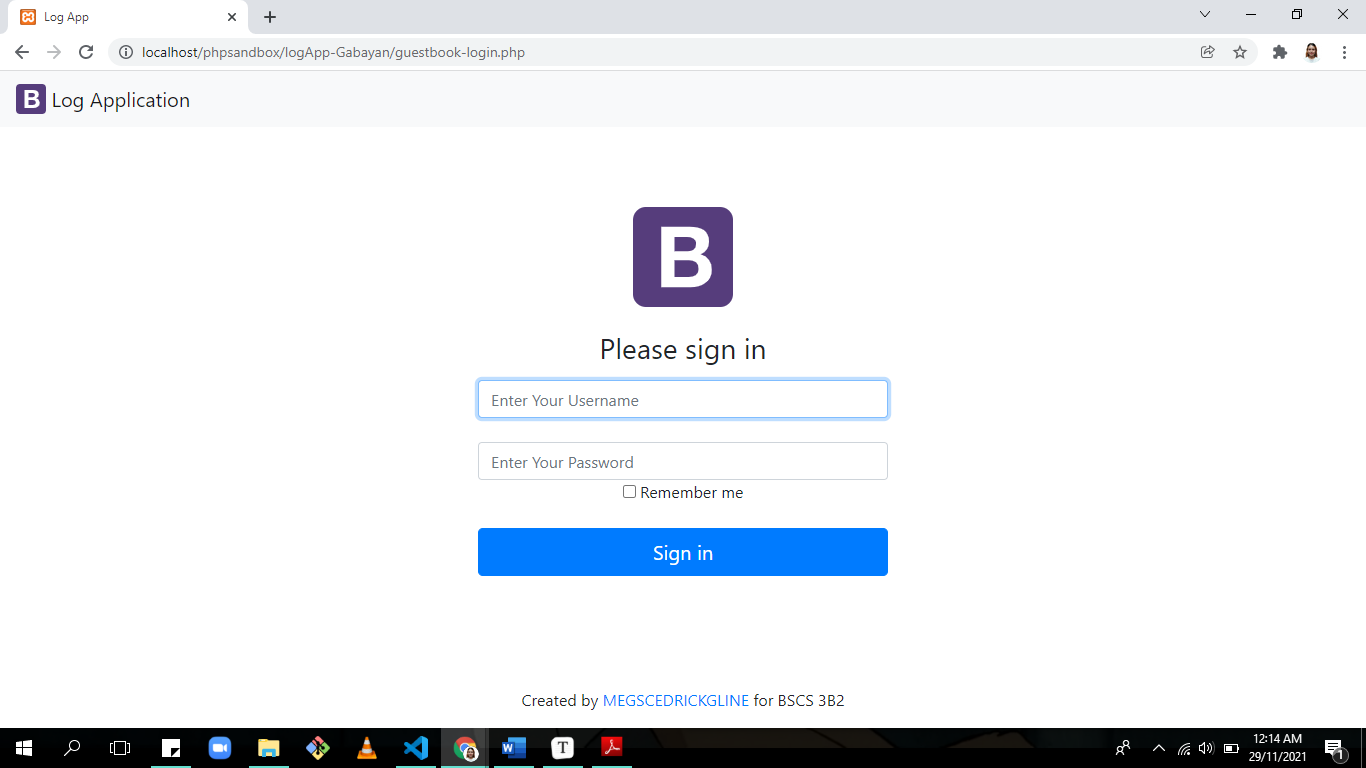 Log App
localhost/phpsandbox/logApp-Gabayan/guestbook-login.php
B Log Application
B
Please sign in
Enter Your Username
Enter Your Password
Remember me
Sign in
Created by MEGSCEDRICKGLINE for BSCS 3B2
W
T
12:14 AM
29/11/2021
1